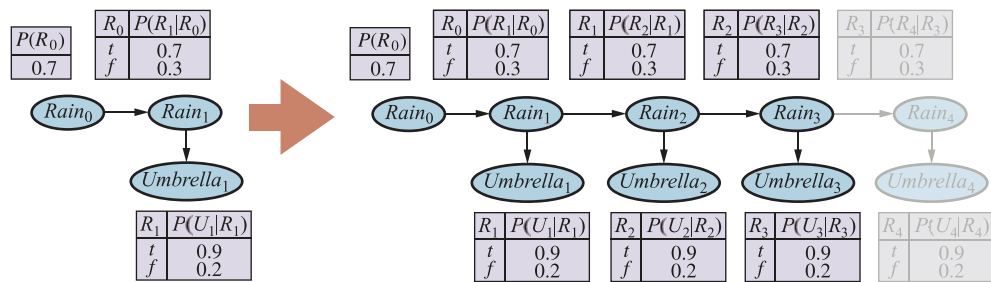 P(R₀)
0.7
R₀ P(R₁|R₀)
t 0.7
f 0.3
Rain₀
Rain₁
Umbrella₁
R₁ P(U₁|R₁)
t 0.9
f 0.2
P(R₀)
0.7
R₀ P(R₁|R₀)
t 0.7
f 0.3
R₁ P(R₂|R₁)
t 0.7
f 0.3
R₂ P(R₃|R₂)
t 0.7
f 0.3
R₃ P(R₄|R₃)
t 0.7
f 0.3
Rain₀
Rain₁
Rain₂
Rain₃
Rain₄
Umbrella₁
Umbrella₂
Umbrella₃
Umbrella₄
R₁ P(U₁|R₁)
t 0.9
f 0.2
R₂ P(U₂|R₂)
t 0.9
f 0.2
R₃ P(U₃|R₃)
t 0.9
f 0.2
R₄ P(U₄|R₄)
t 0.9
f 0.2